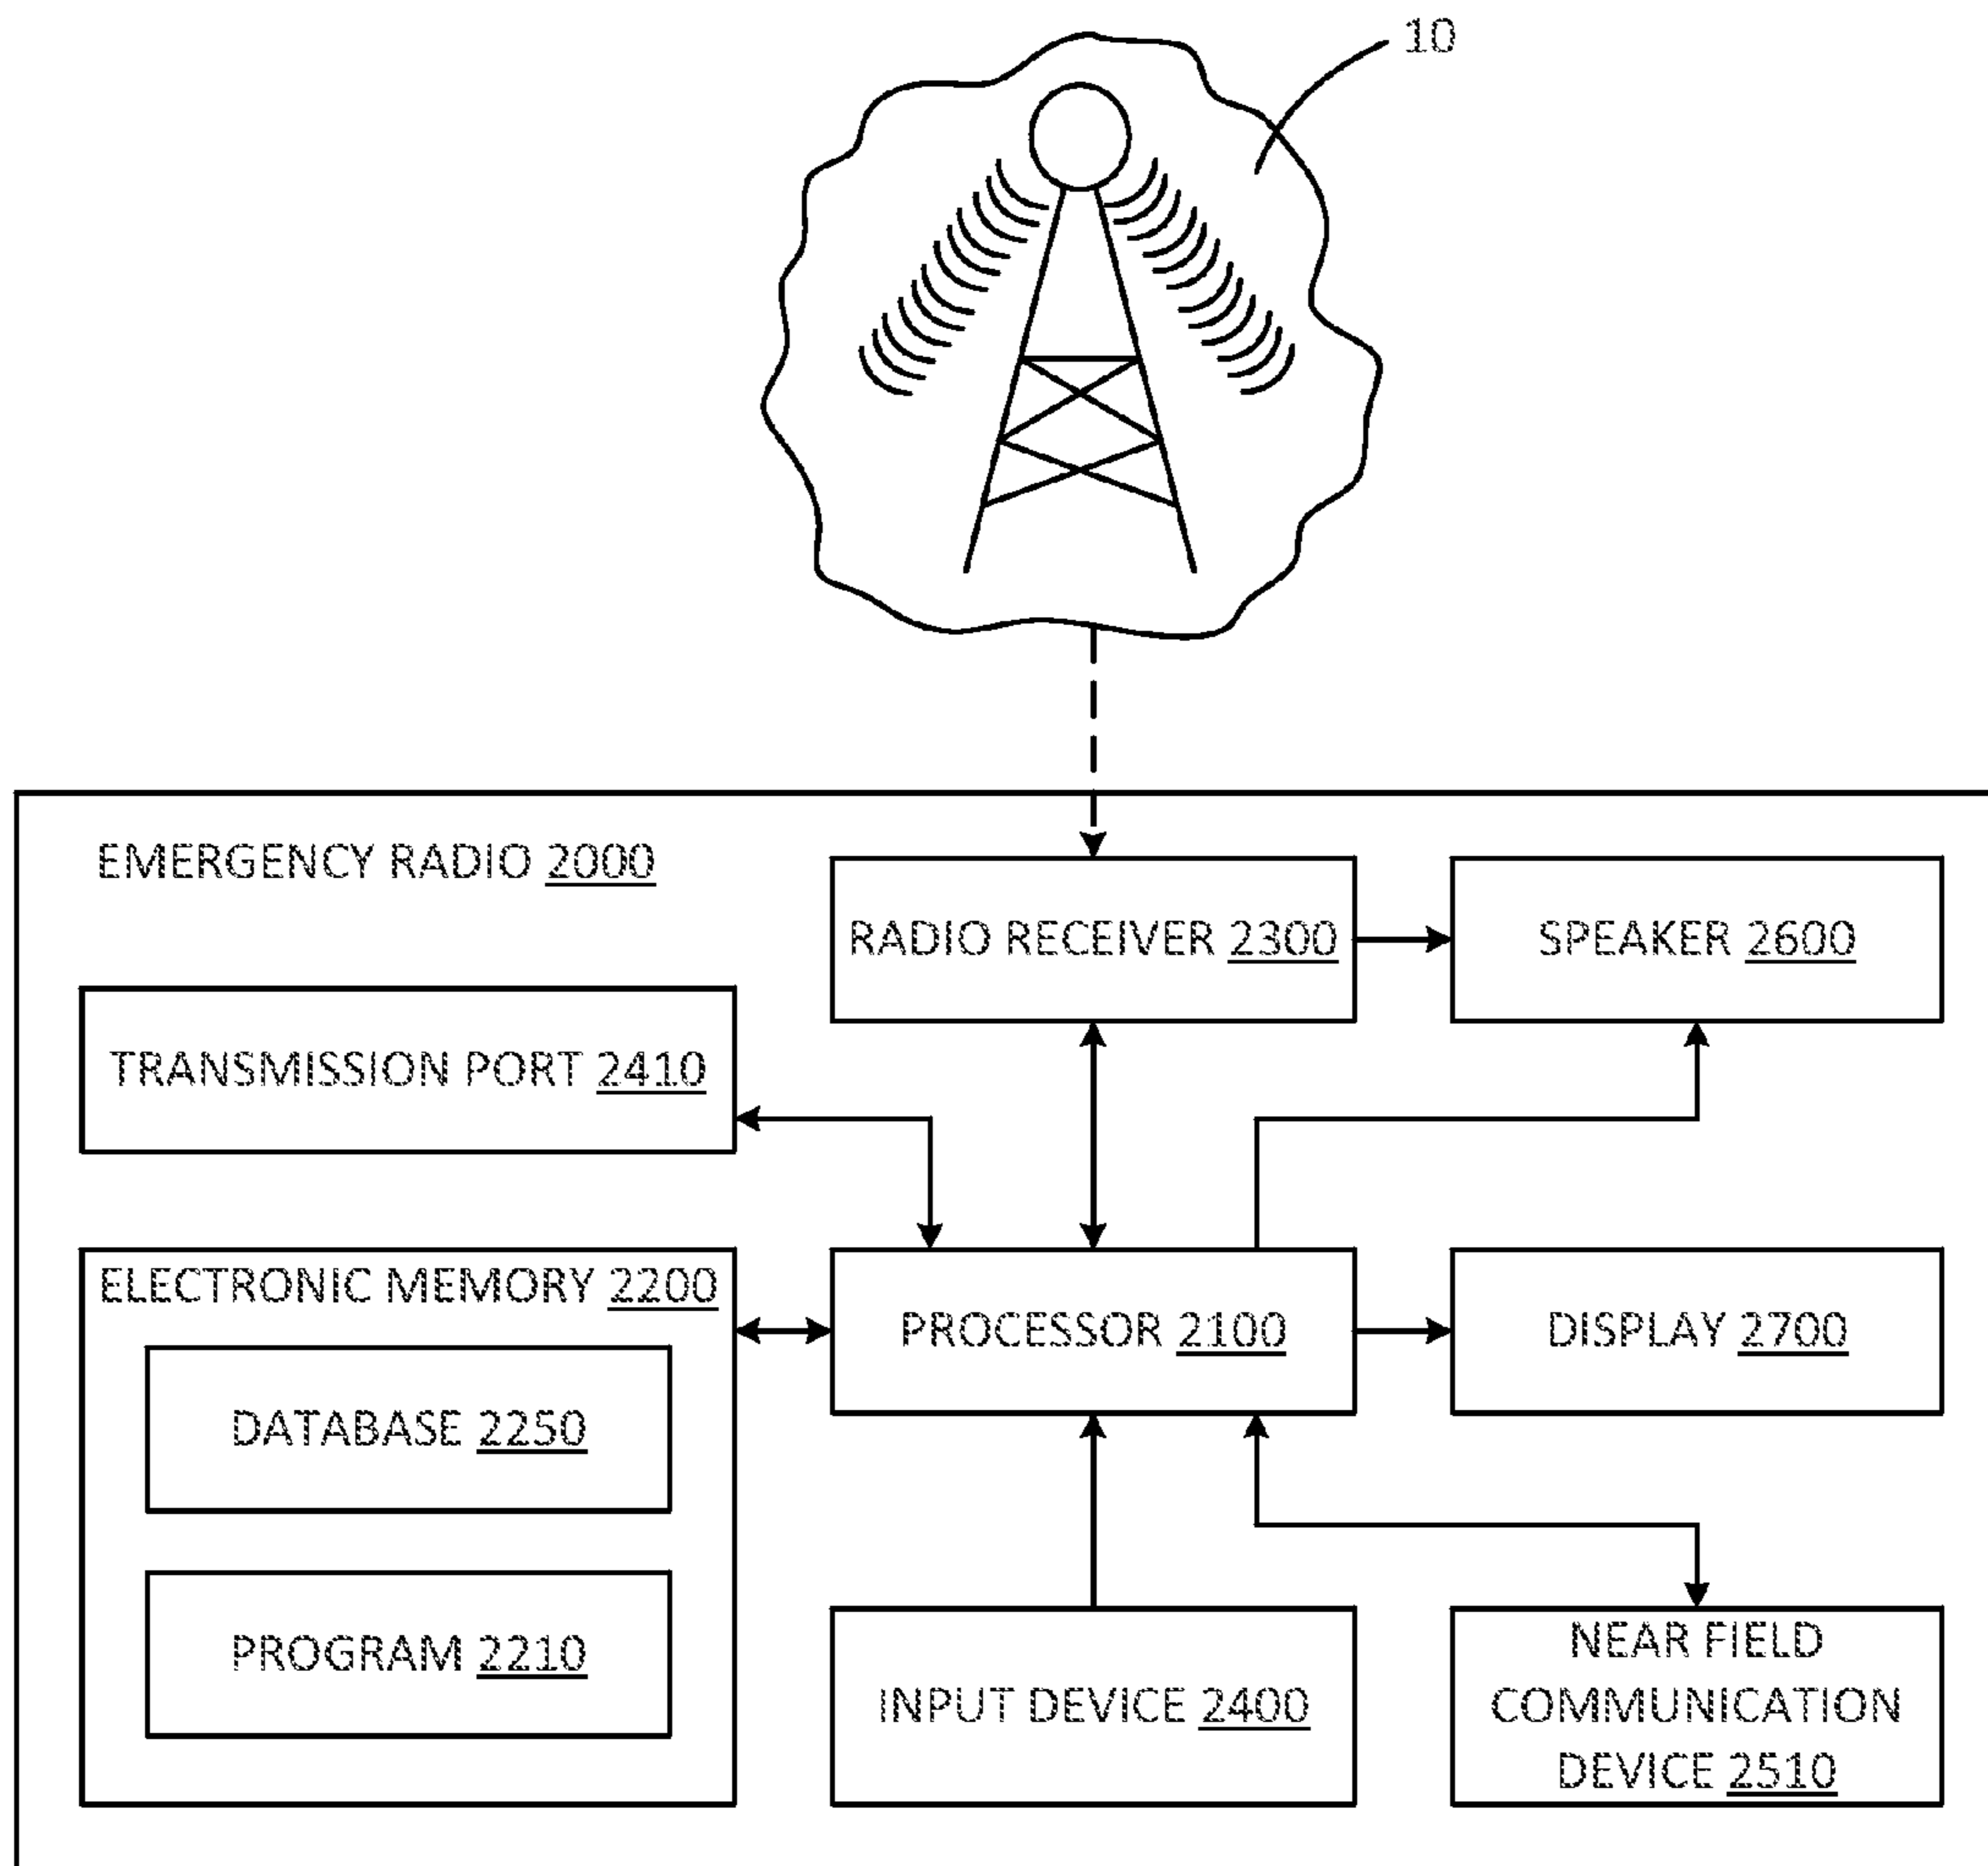 10
EMERGENCY RADIO 2000
RADIO RECEIVER 2300
SPEAKER 2600
TRANSMISSION PORT 2410
ELECTRONIC MEMORY 2200
PROCESSOR 2100
DISPLAY 2700
DATABASE 2250
PROGRAM 2210
INPUT DEVICE 2400
NEAR FIELD
COMMUNICATION
DEVICE 2510